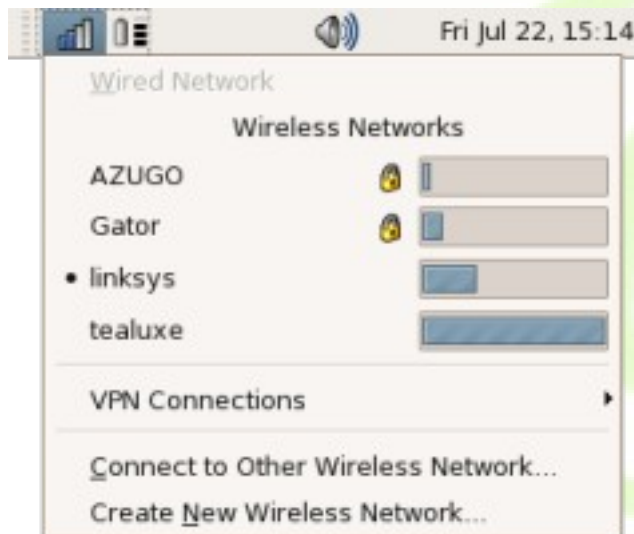 Fri Jul 22, 15:14
Wired Network
Wireless Networks
AZUGO
Gator
• linksys
tealuxe
VPN Connections
Connect to Other Wireless Network...
Create New Wireless Network...